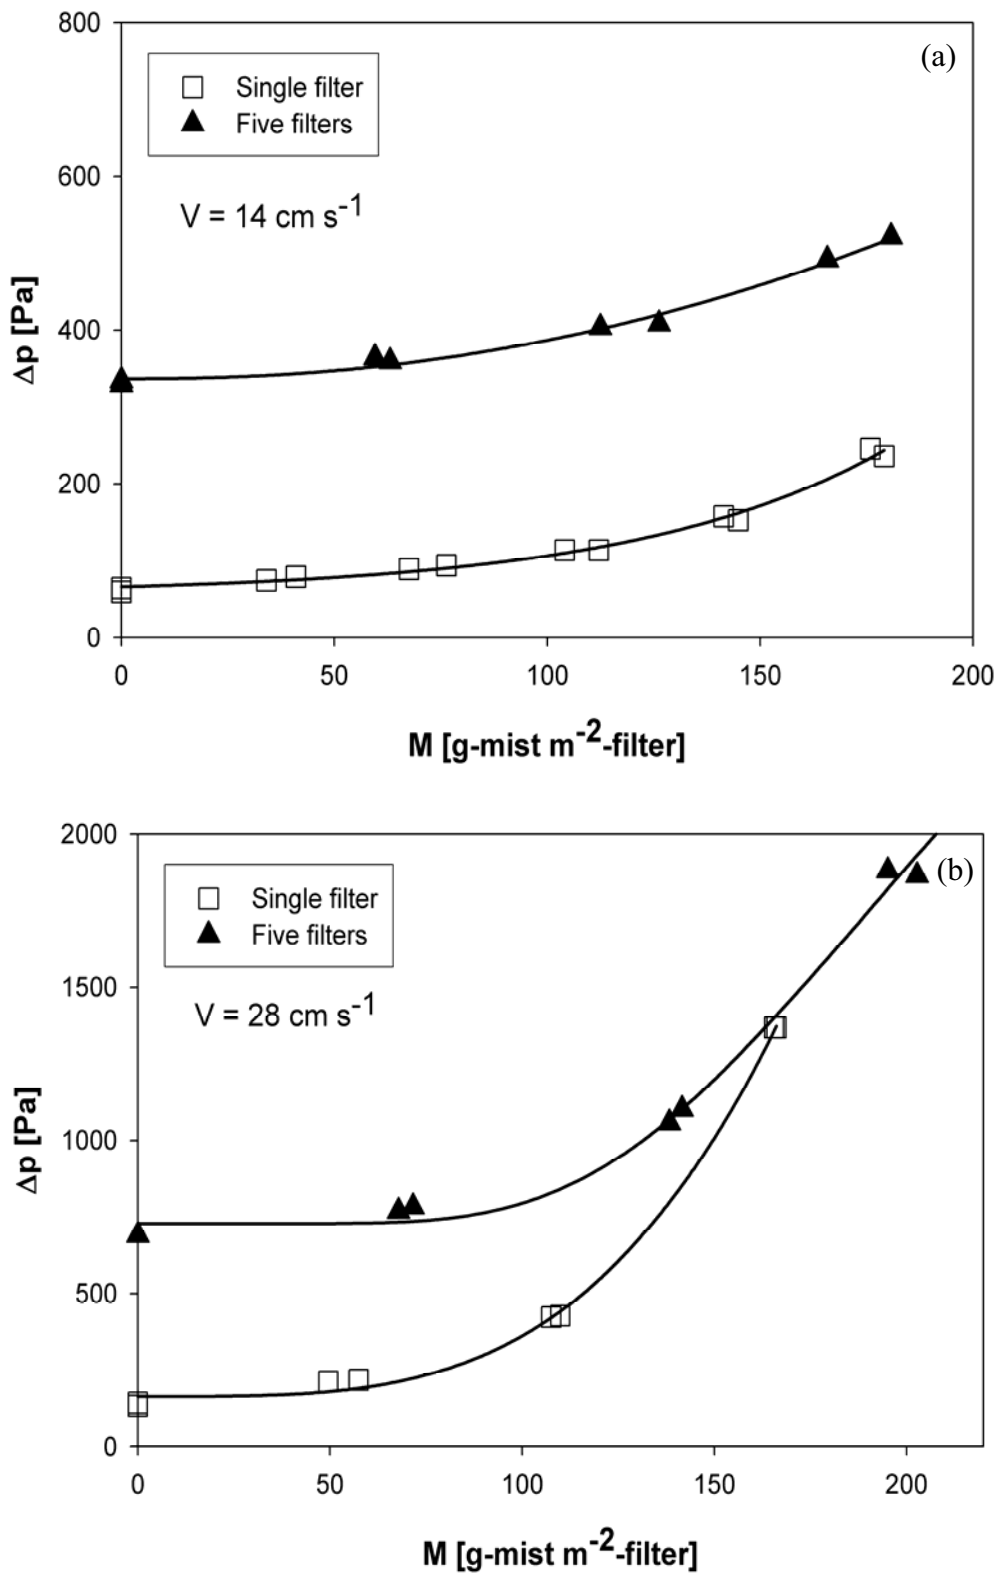 800
(a)
Single filter
Five filters
600
V = 14 cm s-1
400
Δp [Pa]
200
0
0 50 100 150 200
M [g-mist m-2-filter]
2000
(b)
Single filter
Five filters
1500
V = 28 cm s-1
1000
Δp [Pa]
500
0
0 50 100 150 200
M [g-mist m-2-filter]